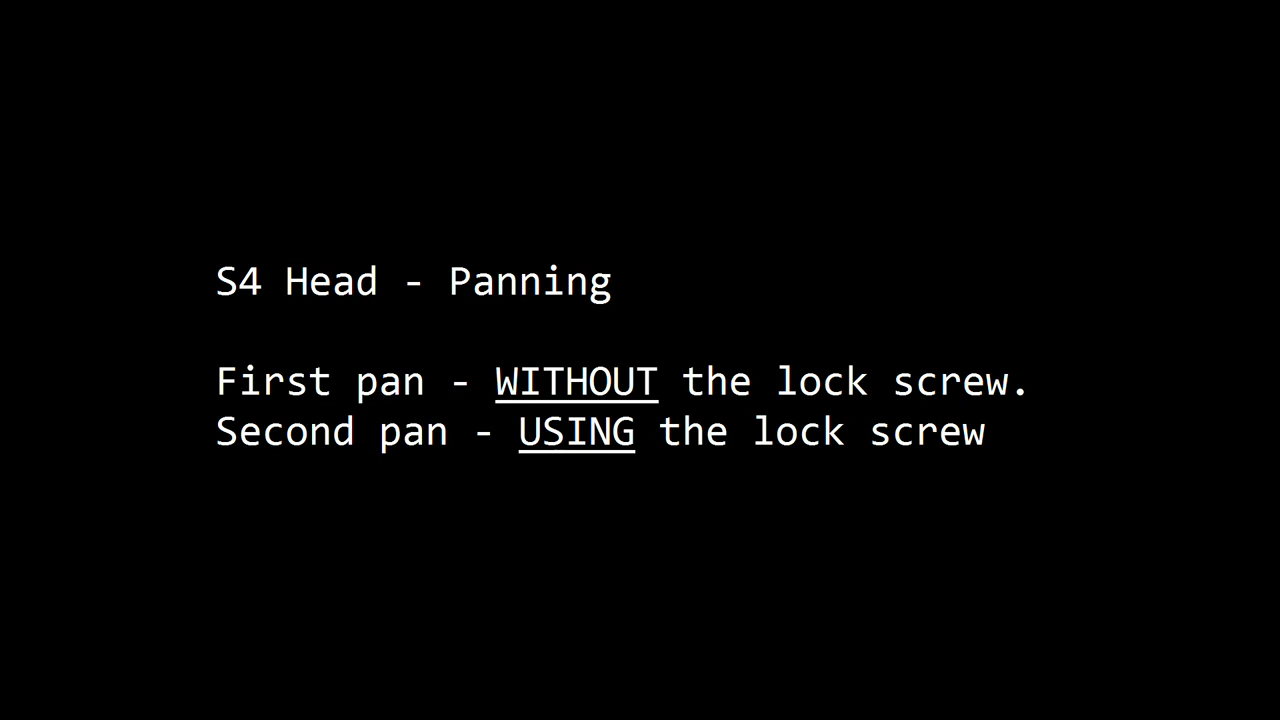 S4 Head - Panning
First pan - WITHOUT the lock screw.
Second pan - USING the lock screw